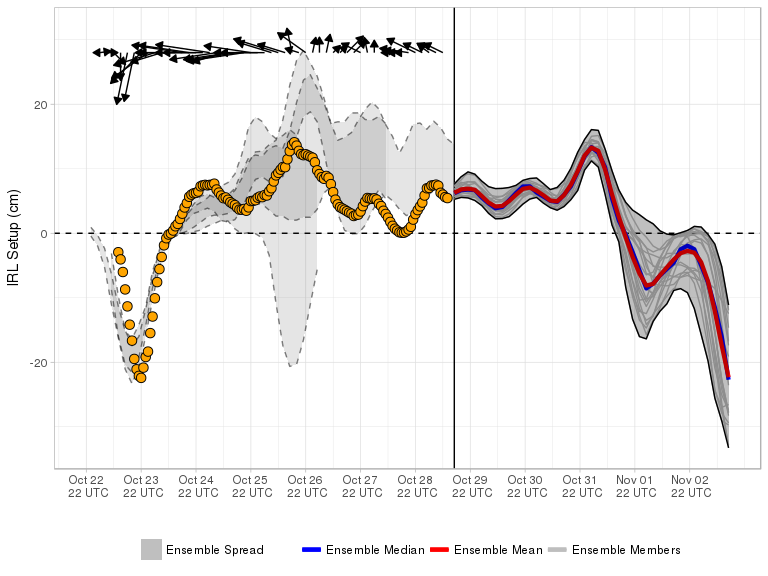 IRL Setup (cm)
20
0
-20
Oct 22 Oct 23 Oct 24 Oct 25 Oct 26 Oct 27 Oct 28 Oct 29 Oct 30 Oct 31 Nov 01 Nov 02
22 UTC 22 UTC 22 UTC 22 UTC 22 UTC 22 UTC 22 UTC 22 UTC 22 UTC 22 UTC 22 UTC 22 UTC
Ensemble Spread Ensemble Median Ensemble Mean Ensemble Members